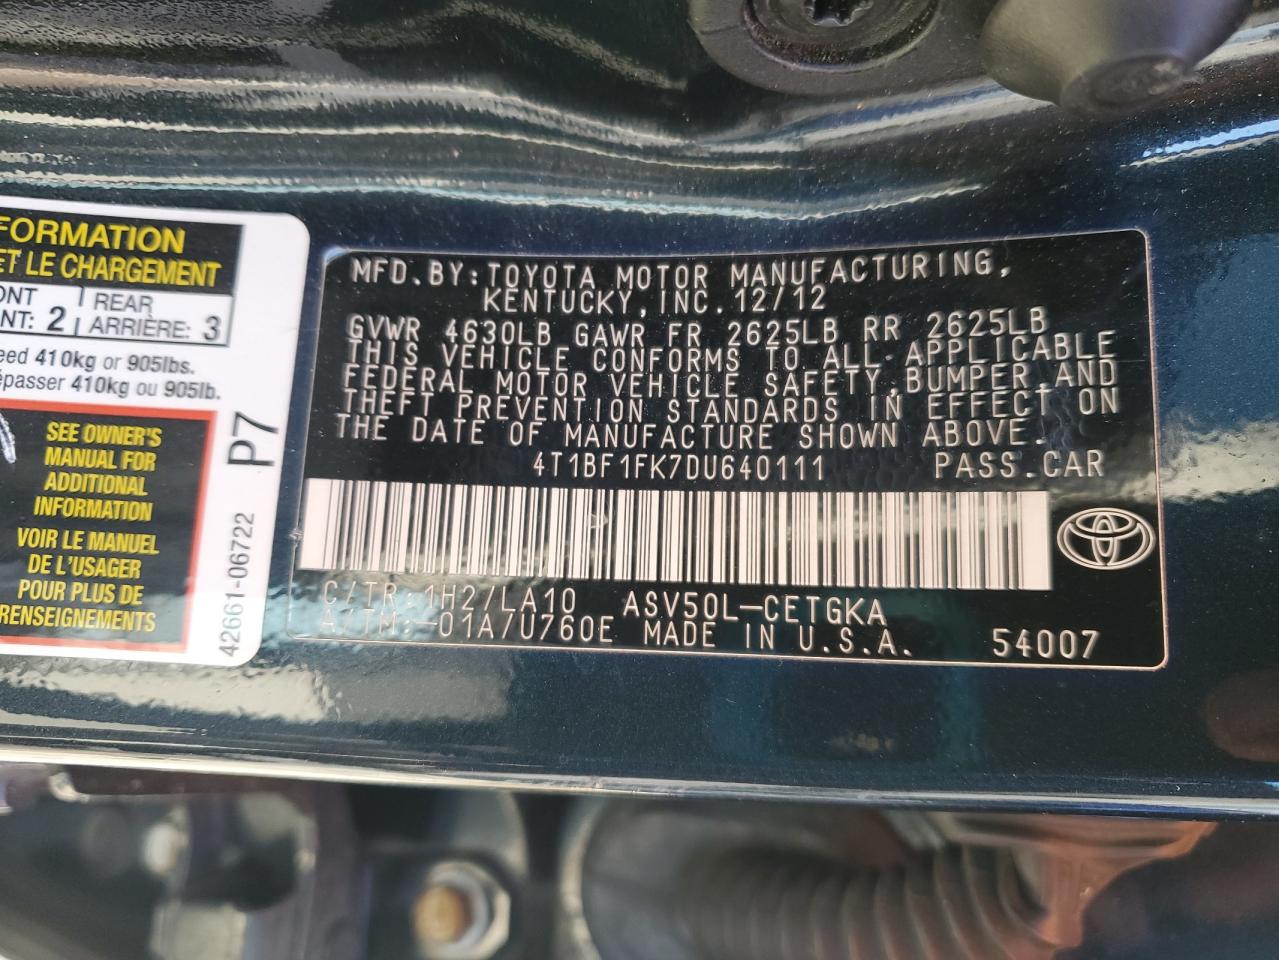 FORMATION
ET LE CHARGEMENT
REAR
2 ARRIÈRE: 3
410kg or 905lbs.
410kg ou 905lb.
SEE OWNER'S
MANUAL FOR
ADDITIONAL
INFORMATION
VOIR LE MANUEL
DE L'USAGER
POUR PLUS DE
RENSEIGNEMENTS
P7
42661-06722
MFD.BY:TOYOTA MOTOR MANUFACTURING,
KENTUCKY,INC.12/12
GVWR 4630LB GAWR FR 2625LB RR 2625LB
THIS VEHICLE CONFORMS TO ALL APPLICABLE
FEDERAL MOTOR VEHICLE SAFETY,BUMPER,AND
THEFT PREVENTION STANDARDS IN EFFECT ON
THE DATE OF MANUFACTURE SHOWN ABOVE.
4T1BF1FK7DU640111 PASS.CAR
C/TR:1H2/LA10 ASV50L-CETGKA
A/TM:-01A/U760E MADE IN U.S.A. 54007